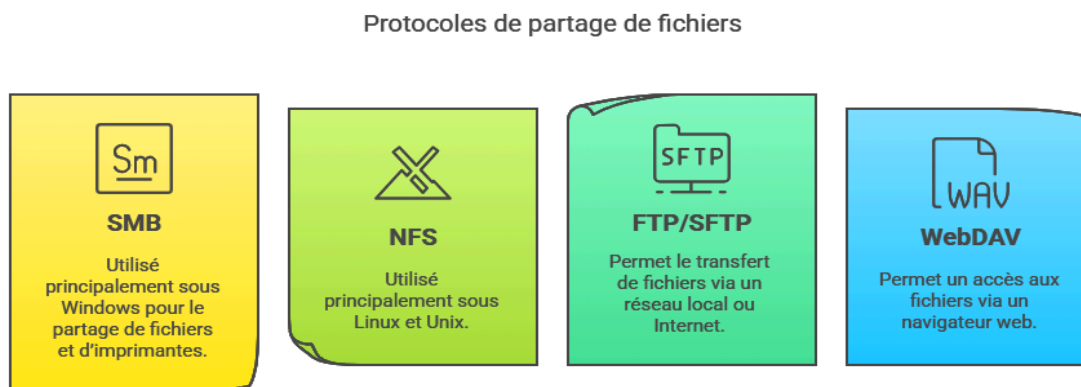 Protocoles de partage de fichiers
Sm
SMB
Utilisé
principalement sous
Windows pour le
partage de fichiers
et d'imprimantes.
NFS
Utilisé
principalement sous
Linux et Unix.
SFTP
FTP/SFTP
Permet le transfert
de fichiers via un
réseau local ou
Internet.
WAV
WebDAV
Permet un accès aux
fichiers via un
navigateur web.